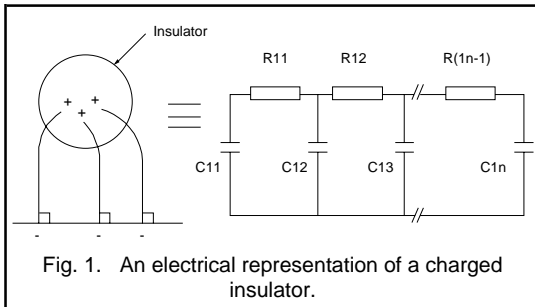 Insulator
R11 R12 R(1n-1)
+ + +
C11 C12 C13 C1n
- - -
Fig. 1. An electrical representation of a charged
insulator.